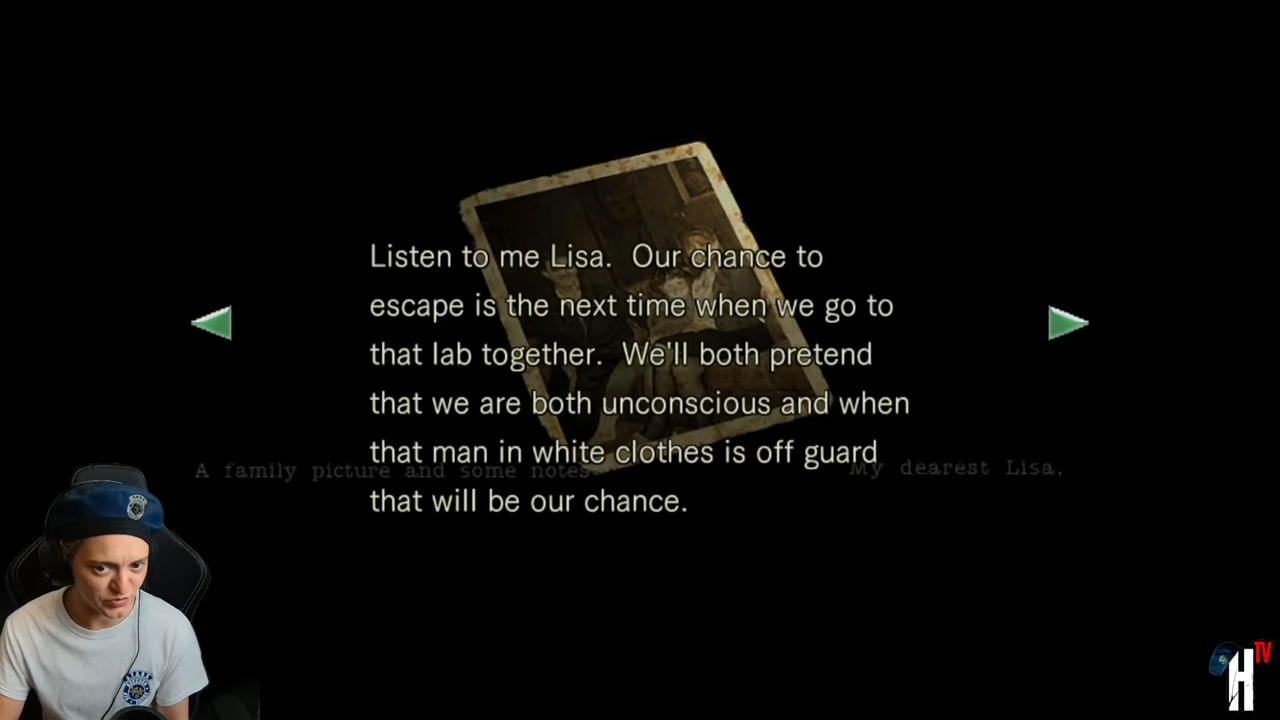 Listen to me Lisa. Our chance to
escape is the next time when we go to
that lab together. We'll both pretend
that we are both unconscious and when
that man in white clothes is off guard
A family picture and some notes
My dearest Lisa,
that will be our chance.
H TV